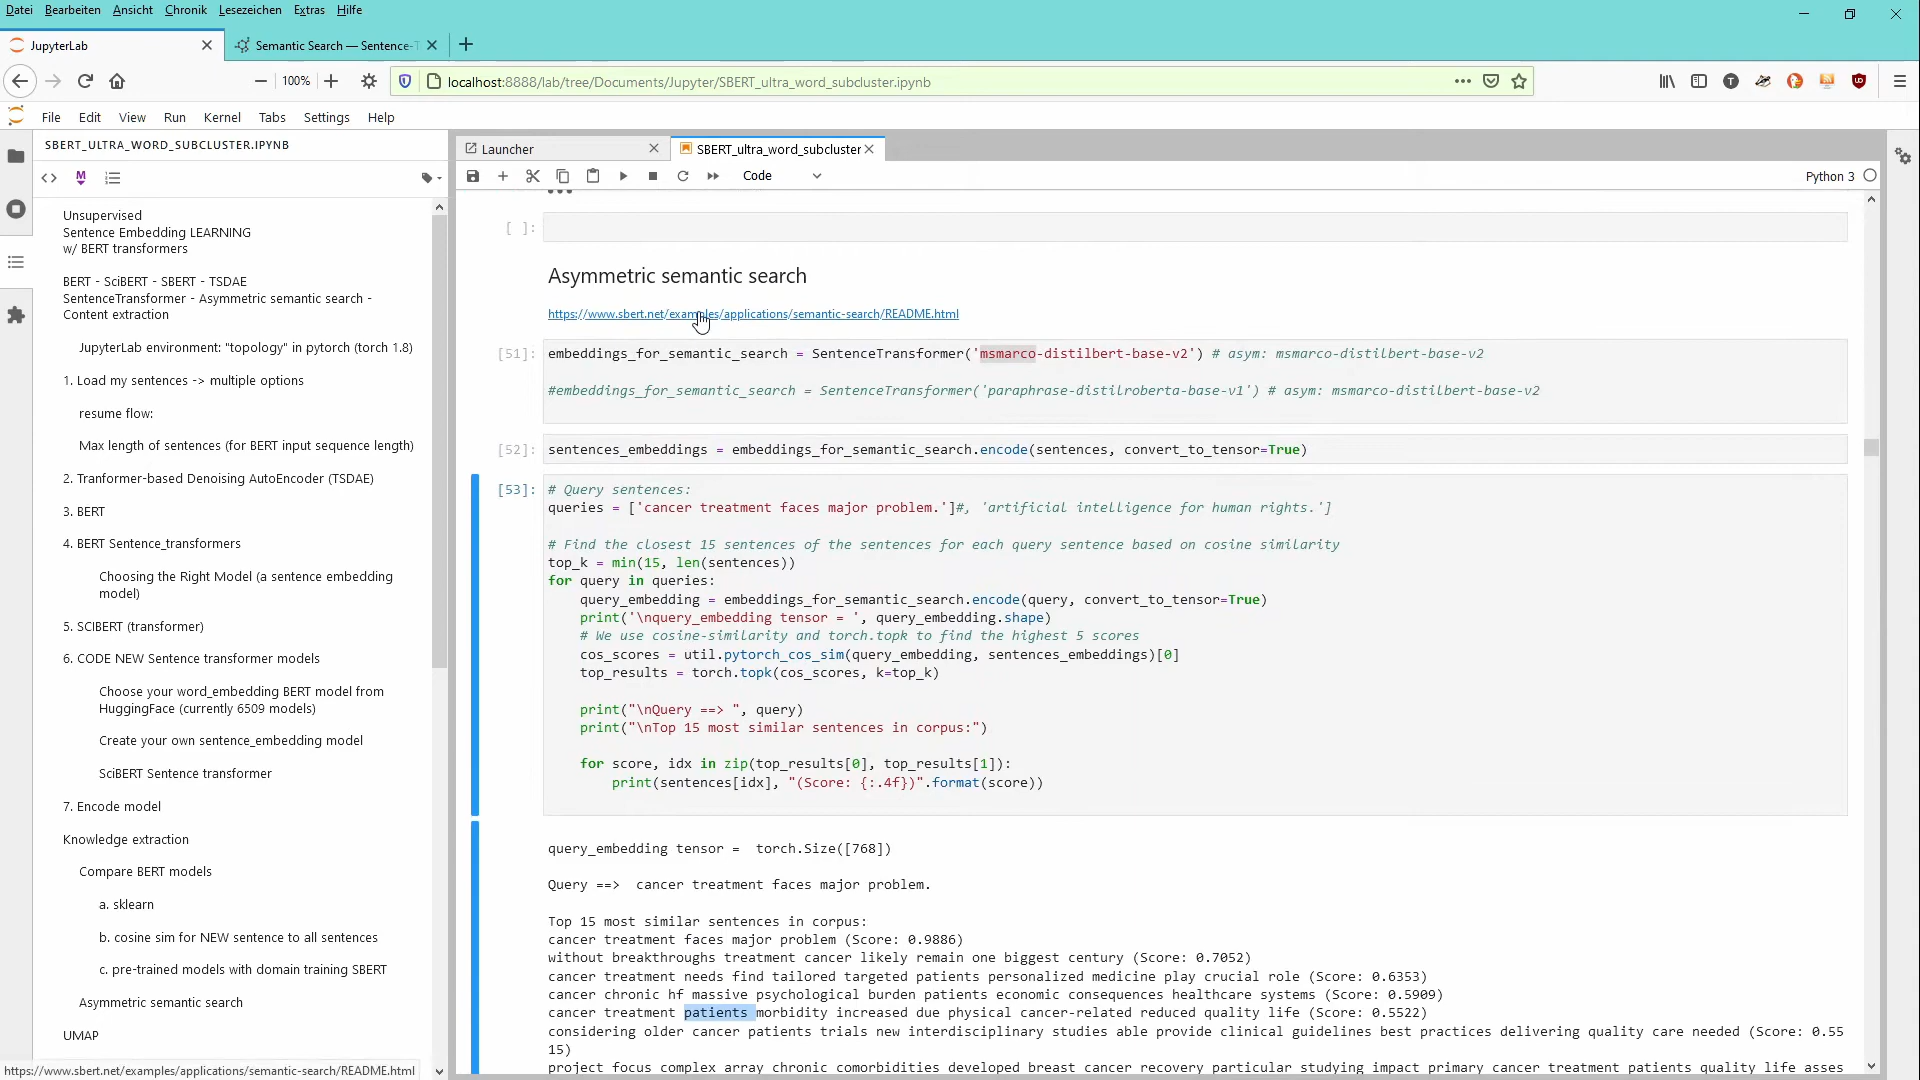 Datei Bearbeiten Ansicht Chronik Lesezeichen Extras Hilfe
JupyterLab
Semantic Search — Sentence-T
100%
localhost:8888/lab/tree/Documents/Jupyter/SBERT_ultra_word_subcluster.ipynb
File Edit View Run Kernel Tabs Settings Help
SBERT_ULTRA_WORD_SUBCLUSTER.IPYNB
Unsupervised
Sentence Embedding LEARNING
w/ BERT transformers
BERT - SciBERT - SBERT - TSDAE
SentenceTransformer - Asymmetric semantic search -
Content extraction
JupyterLab environment: "topology" in pytorch (torch 1.8)
1. Load my sentences -> multiple options
resume flow:
Max length of sentences (for BERT input sequence length)
2. Tranformer-based Denoising AutoEncoder (TSDAE)
3. BERT
4. BERT Sentence_transformers
Choosing the Right Model (a sentence embedding
model)
5. SCIBERT (transformer)
6. CODE NEW Sentence transformer models
Choose your word_embedding BERT model from
HuggingFace (currently 6509 models)
Create your own sentence_embedding model
SciBERT Sentence transformer
7. Encode model
Knowledge extraction
Compare BERT models
a. sklearn
b. cosine sim for NEW sentence to all sentences
c. pre-trained models with domain training SBERT
Asymmetric semantic search
UMAP
https://www.sbert.net/examples/applications/semantic-search/README.html
Launcher
SBERT_ultra_word_subcluster
Code
Python 3
[ ]:
Asymmetric semantic search
https://www.sbert.net/examples/applications/semantic-search/README.html
[51]: embeddings_for_semantic_search = SentenceTransformer('msmarco-distilbert-base-v2') # asym: msmarco-distilbert-base-v2
#embeddings_for_semantic_search = SentenceTransformer('paraphrase-distilroberta-base-v1') # asym: msmarco-distilbert-base-v2
[52]: sentences_embeddings = embeddings_for_semantic_search.encode(sentences, convert_to_tensor=True)
[53]: # Query sentences:
queries = ['cancer treatment faces major problem.']#, 'artificial intelligence for human rights.']
# Find the closest 15 sentences of the sentences for each query sentence based on cosine similarity
top_k = min(15, len(sentences))
for query in queries:
query_embedding = embeddings_for_semantic_search.encode(query, convert_to_tensor=True)
print('\nquery_embedding tensor = ', query_embedding.shape)
# We use cosine-similarity and torch.topk to find the highest 5 scores
cos_scores = util.pytorch_cos_sim(query_embedding, sentences_embeddings)[0]
top_results = torch.topk(cos_scores, k=top_k)
print("\nQuery ==> ", query)
print("\nTop 15 most similar sentences in corpus:")
for score, idx in zip(top_results[0], top_results[1]):
print(sentences[idx], "(Score: {:.4f})".format(score))
query_embedding tensor =  torch.Size([768])
Query ==>  cancer treatment faces major problem.
Top 15 most similar sentences in corpus:
cancer treatment faces major problem (Score: 0.9886)
without breakthroughs treatment cancer likely remain one biggest century (Score: 0.7052)
cancer treatment needs find tailored targeted patients personalized medicine play crucial role (Score: 0.6353)
cancer chronic hf massive psychological burden patients economic consequences healthcare systems (Score: 0.5909)
cancer treatment patients morbidity increased due physical cancer-related reduced quality life (Score: 0.5522)
considering older cancer patients trials new interdisciplinary studies able provide clinical guidelines best practices delivering quality care needed (Score: 0.55
15)
project focus complex array chronic comorbidities developed breast cancer recovery particular studying impact primary cancer treatment patients quality life asses